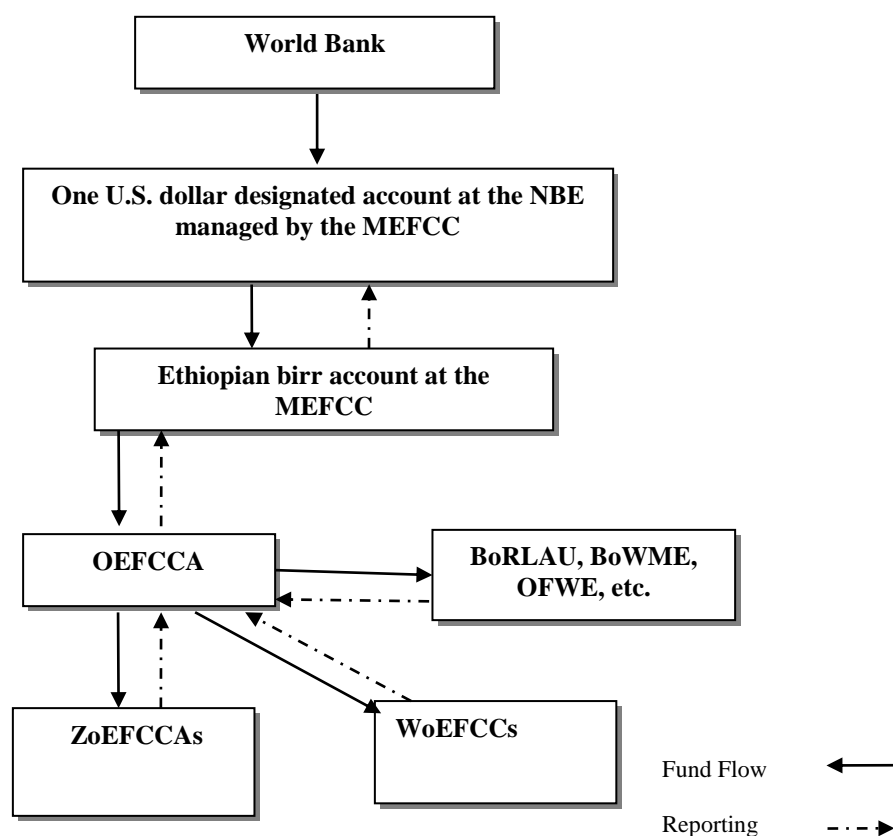 World Bank
One U.S. dollar designated account at the NBE
managed by the MEFCC
Ethiopian birr account at the
MEFCC
OEFCCA
BoRLAU, BoWME,
OFWE, etc.
ZoEFCCAs
WoEFCCs
Fund Flow
Reporting